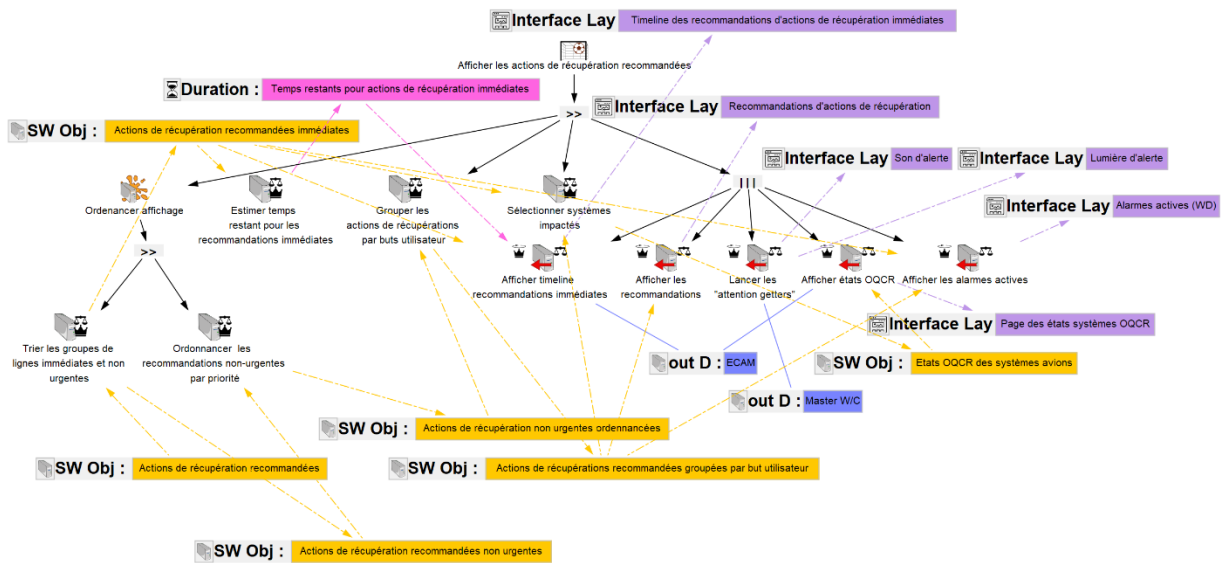 Interface Lay Timeline des recommandations d'actions de récupération immédiates
Afficher les actions de récupération recommandées
Duration : Temps restants pour actions de récupération immédiates
>>
Interface Lay Recommandations d'actions de récupération
SW Obj : Actions de récupération recommandées immédiates
Interface Lay Son d'alerte
Interface Lay Lumière d'alerte
|||
Ordenancer affichage
Estimer temps
restant pour les
recommandations immédiates
Grouper les
actions de récupérations
par buts utilisateur
Sélectionner systèmes
impactés
Interface Lay Alarmes actives (WD)
>>
Afficher timeline
recommandations immédiates
Afficher les
recommandations
Lancer les
"attention getters"
Afficher états OQCR
Afficher les alarmes actives
Interface Lay Page des états systèmes OQCR
Trier les groupes de
lignes immédiates et non
urgentes
Ordonnancer les
recommandations non-urgentes
par priorité
out D : ECAM
SW Obj : Etats OQCR des systèmes avions
out D : Master W/C
SW Obj : Actions de récupération non urgentes ordennancées
SW Obj : Actions de récupération recommandées
SW Obj : Actions de récupérations recommandées groupées par but utilisateur
SW Obj : Actions de récupération recommandées non urgentes